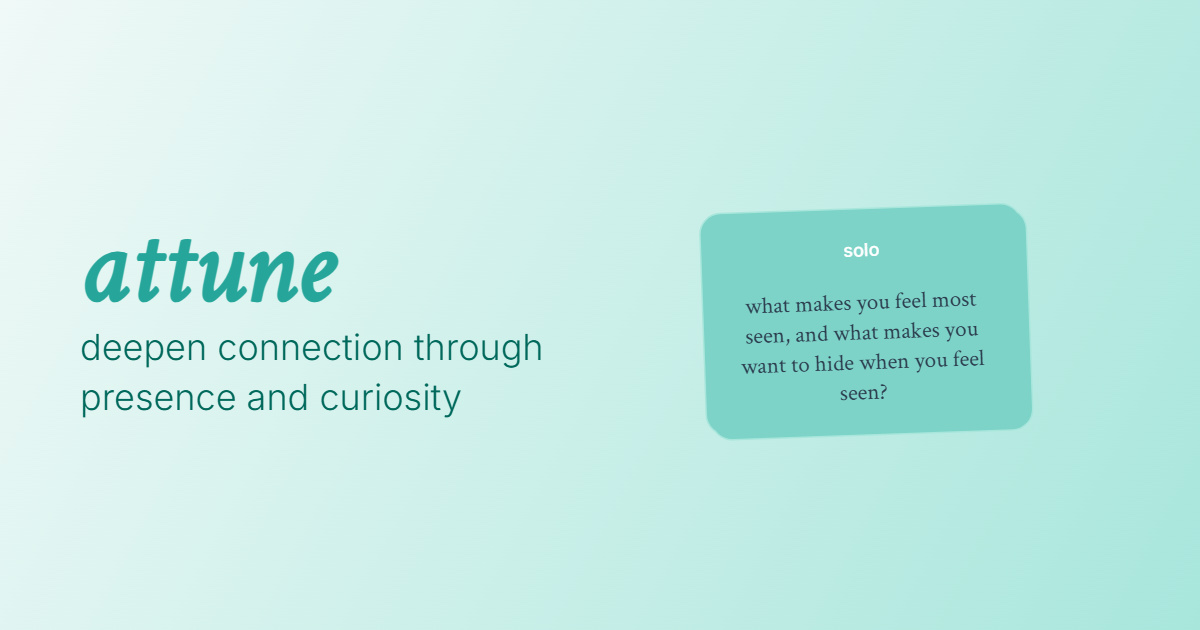 attune
deepen connection through
presence and curiosity
solo
what makes you feel most
seen, and what makes you
want to hide when you feel
seen?